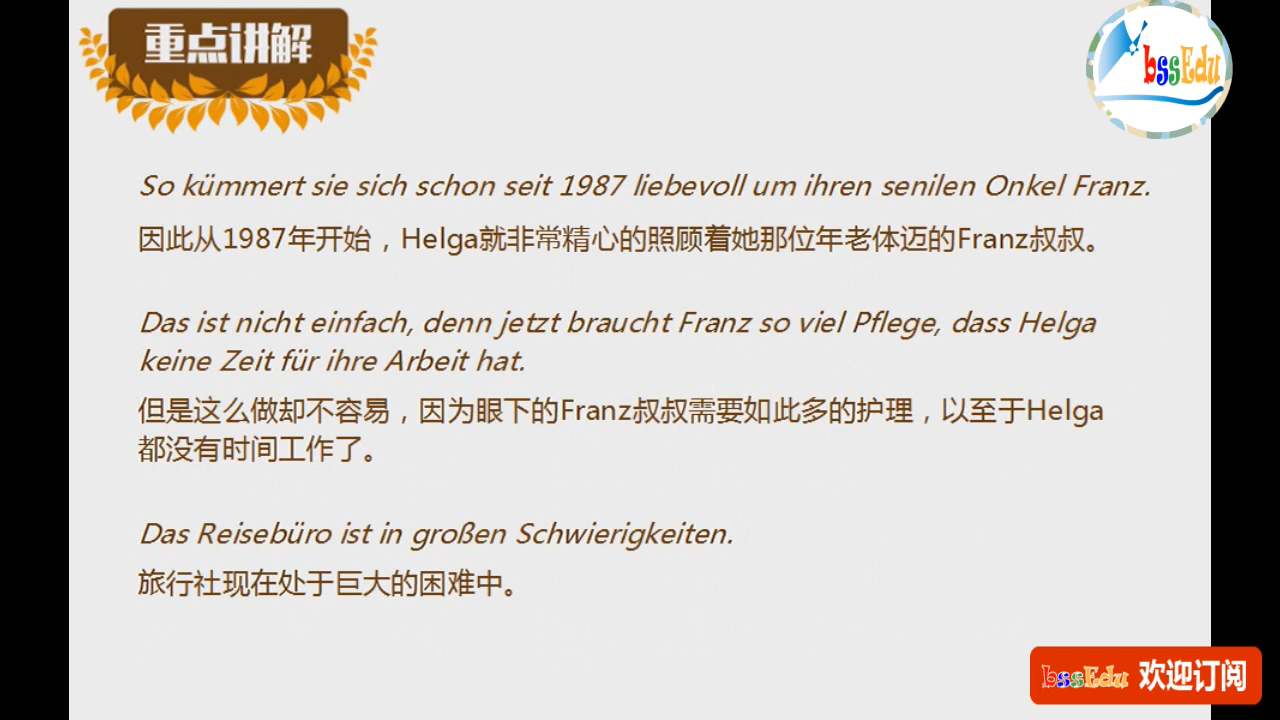 重点讲解
bssEdu
So kümmert sie sich schon seit 1987 liebevoll um ihren senilen Onkel Franz.
因此从1987年开始，Helga就非常精心的照顾着她那位年老体迈的Franz叔叔。
Das ist nicht einfach, denn jetzt braucht Franz so viel Pflege, dass Helga
keine Zeit für ihre Arbeit hat.
但是这么做却不容易，因为眼下的Franz叔叔需要如此多的护理，以至于Helga
都没有时间工作了。
Das Reisebüro ist in großen Schwierigkeiten.
旅行社现在处于巨大的困难中。
bssEdu 欢迎订阅